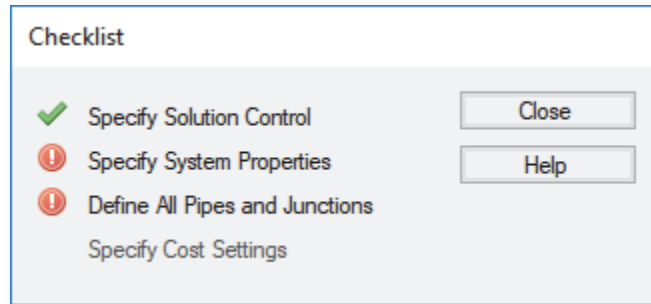 Checklist
Specify Solution Control
Close
Specify System Properties
Help
Define All Pipes and Junctions
Specify Cost Settings